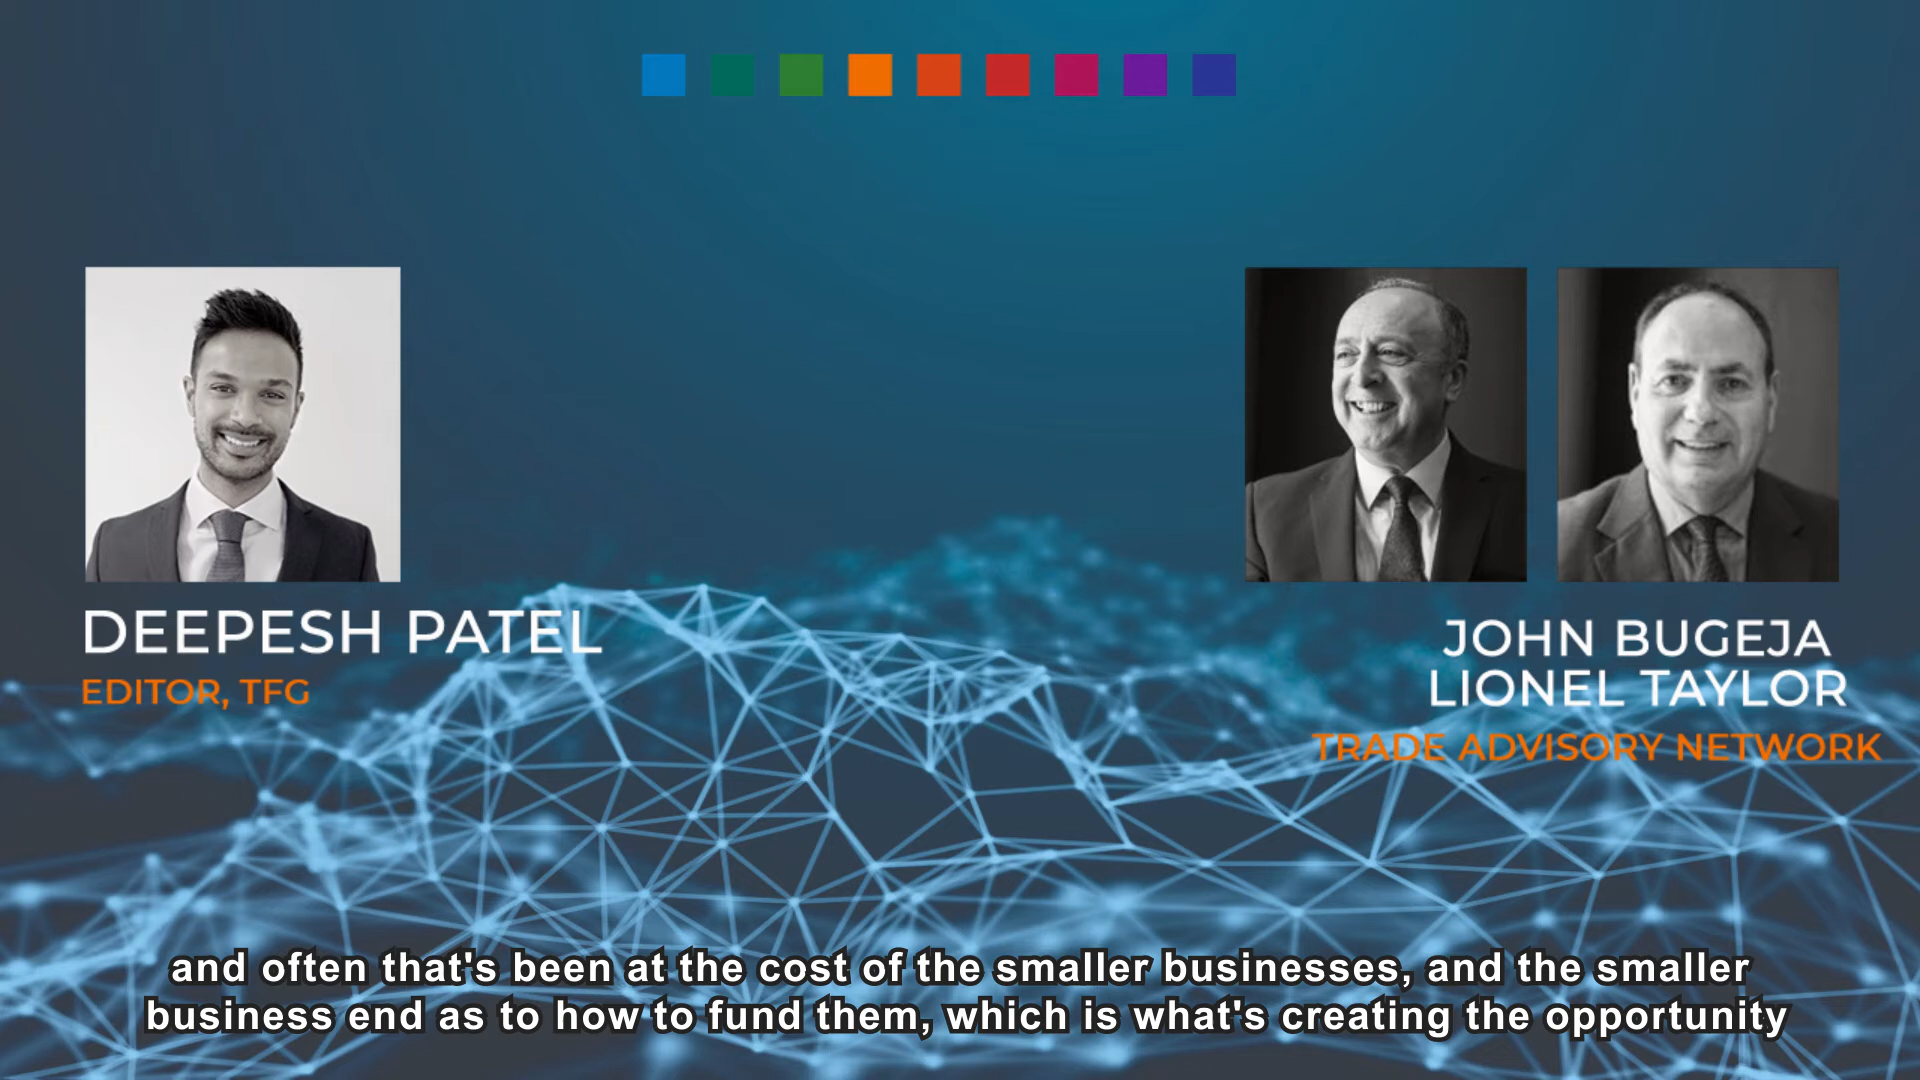 DEEPESH PATEL
EDITOR, TFG
JOHN BUGEJA
LIONEL TAYLOR
TRADE ADVISORY NETWORK
and often that's been at the cost of the smaller businesses, and the smaller
business end as to how to fund them, which is what's creating the opportunity